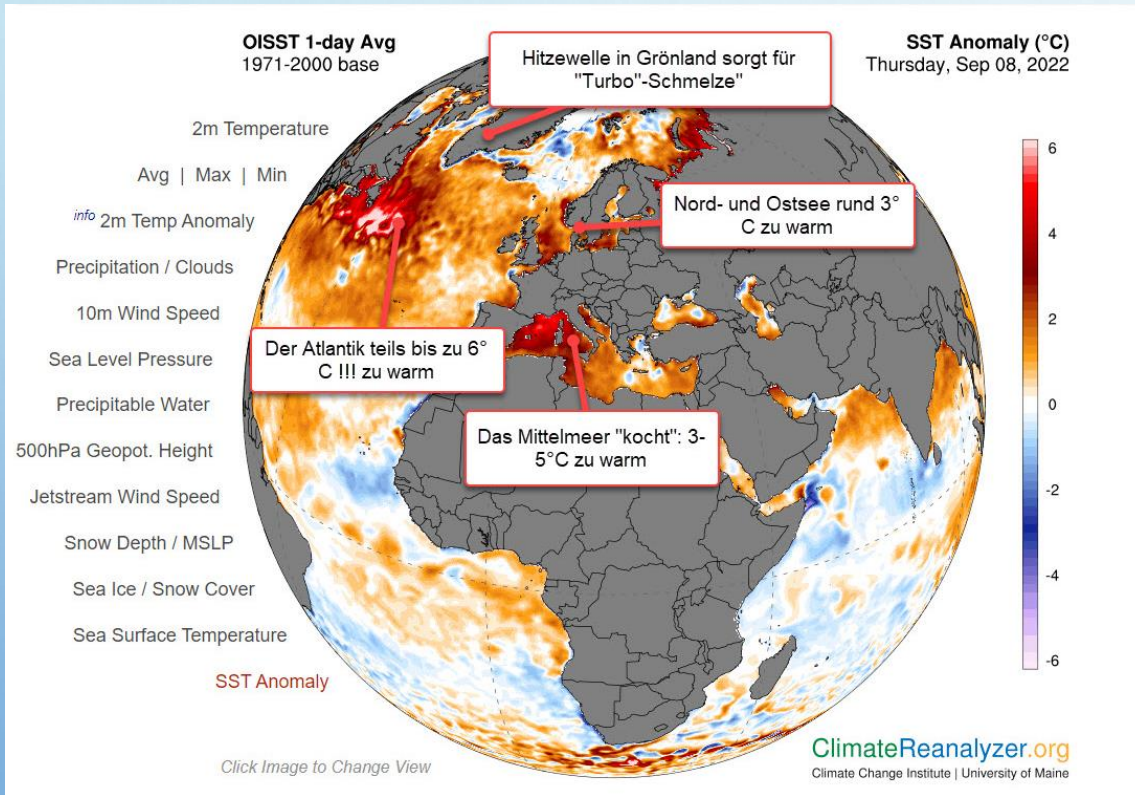 OISST 1-day Avg
1971-2000 base
Hitzewelle in Grönland sorgt für
"Turbo"-Schmelze"
SST Anomaly (°C)
Thursday, Sep 08, 2022
2m Temperature
Avg | Max | Min
info 2m Temp Anomaly
Precipitation / Clouds
10m Wind Speed
Sea Level Pressure
Precipitable Water
500hPa Geopot. Height
Jetstream Wind Speed
Snow Depth / MSLP
Sea Ice / Snow Cover
Sea Surface Temperature
SST Anomaly
Nord- und Ostsee rund 3°
C zu warm
Der Atlantik teils bis zu 6°
C !!! zu warm
Das Mittelmeer "kocht": 3-
5°C zu warm
6
4
2
0
-2
-4
-6
Click Image to Change View
ClimateReanalyzer.org
Climate Change Institute | University of Maine